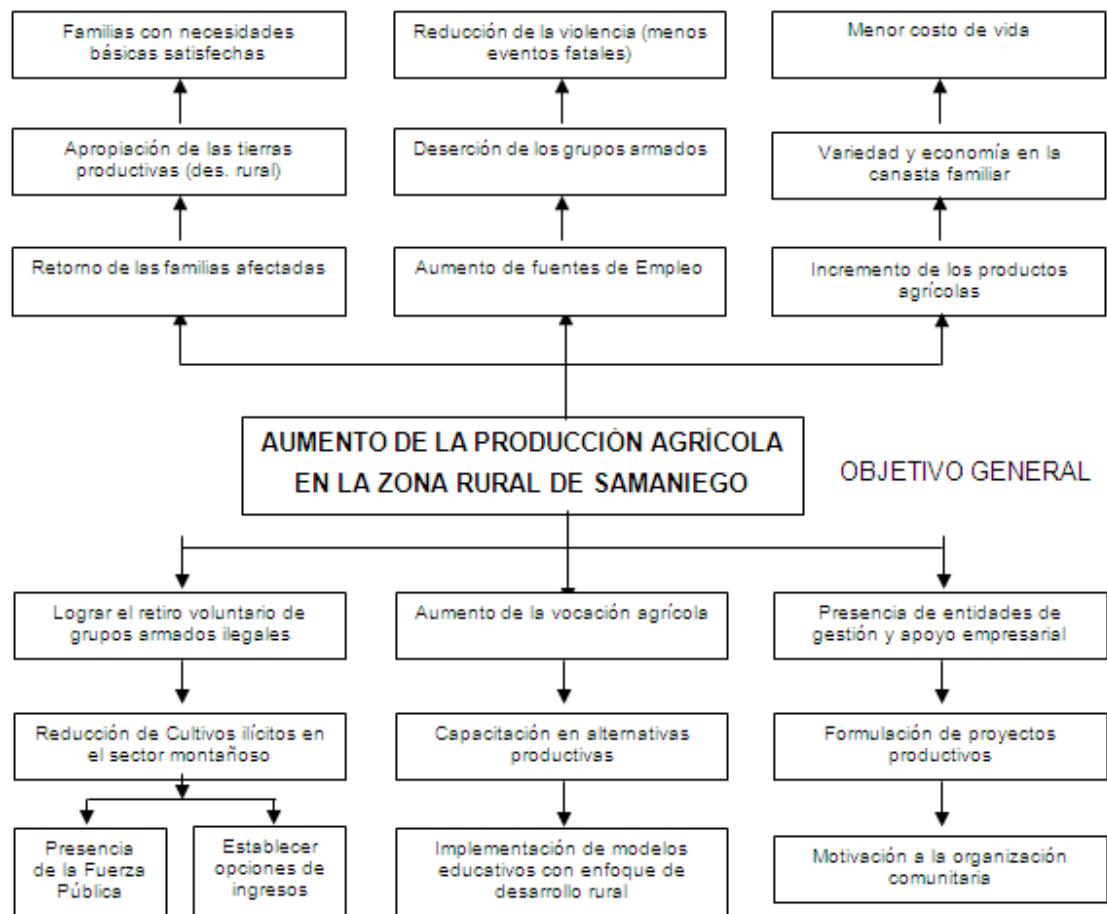 Familias con necesidades
básicas satisfechas
Reducción de la violencia (menos
eventos fatales)
Menor costo de vida
Apropiación de las tierras
productivas (des. rural)
Deserción de los grupos armados
Variedad y economía en la
canasta familiar
Retorno de las familias afectadas
Aumento de fuentes de Empleo
Incremento de los productos
agrícolas
AUMENTO DE LA PRODUCCIÓN AGRÍCOLA
EN LA ZONA RURAL DE SAMANIEGO
OBJETIVO GENERAL
Lograr el retiro voluntario de
grupos armados ilegales
Aumento de la vocación agrícola
Presencia de entidades de
gestión y apoyo empresarial
Reducción de Cultivos ilícitos en
el sector montañoso
Capacitación en alternativas
productivas
Formulación de proyectos
productivos
Presencia
de la Fuerza
Pública
Establecer
opciones de
ingresos
Implementación de modelos
educativos con enfoque de
desarrollo rural
Motivación a la organización
comunitaria